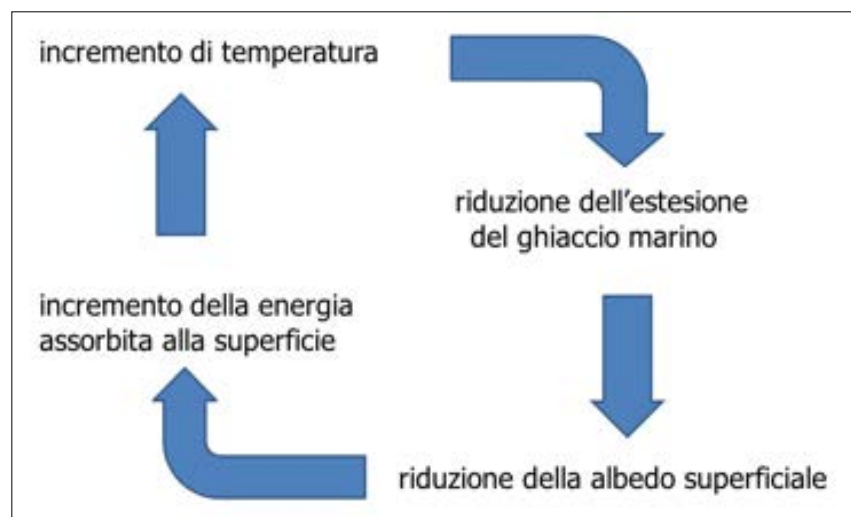 incremento di temperatura
riduzione dell'estesione
del ghiaccio marino
incremento della energia
assorbita alla superficie
riduzione della albedo superficiale